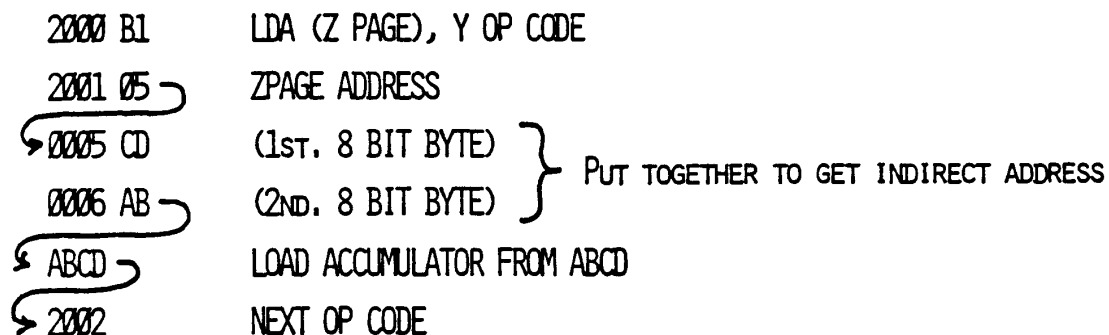 2000 B1 LDA (Z PAGE), Y OP CODE
2001 05 ZPAGE ADDRESS
0005 CD (1ST. 8 BIT BYTE)
PUT TOGETHER TO GET INDIRECT ADDRESS
0006 AB (2ND. 8 BIT BYTE)
ABCD LOAD ACCUMULATOR FROM ABCD
2002 NEXT OP CODE